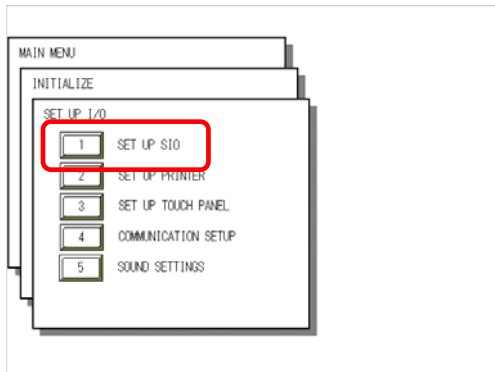 MAIN MENU
INITIALIZE
SET UP I/O
1 SET UP SIO
2 SET UP PRINTER
3 SET UP TOUCH PANEL
4 COMMUNICATION SETUP
5 SOUND SETTINGS